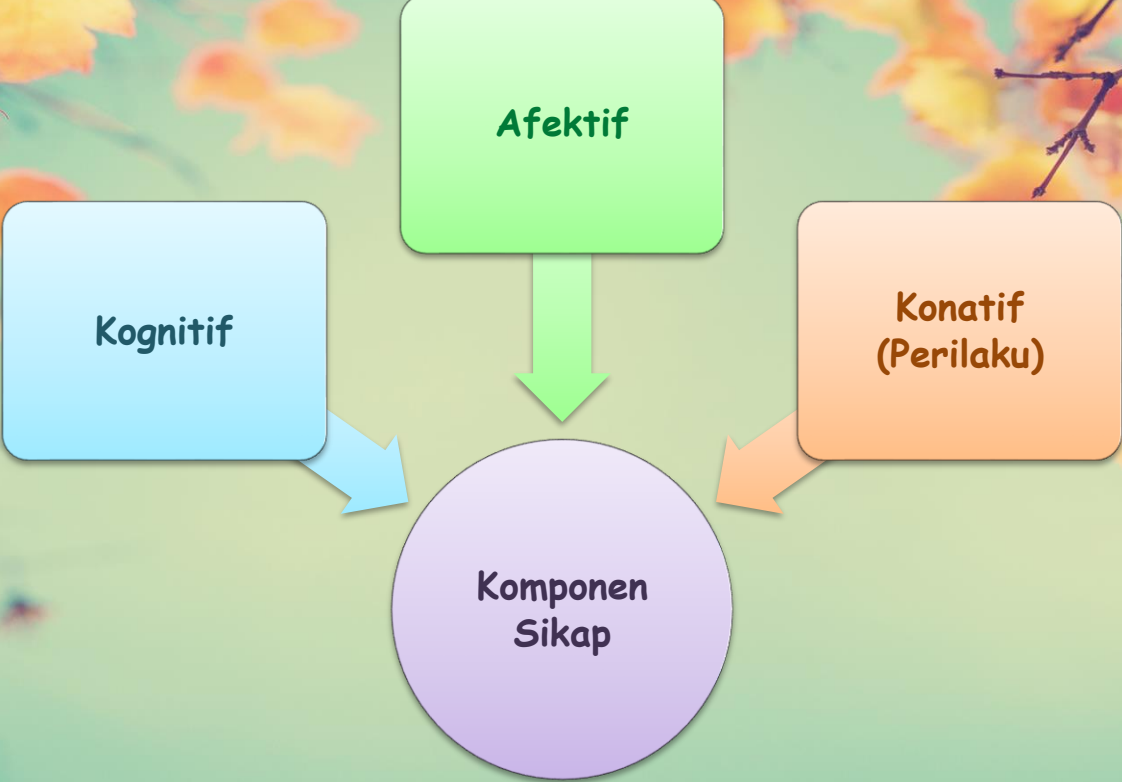 Afektif
Kognitif
Konatif
(Perilaku)
Komponen
Sikap